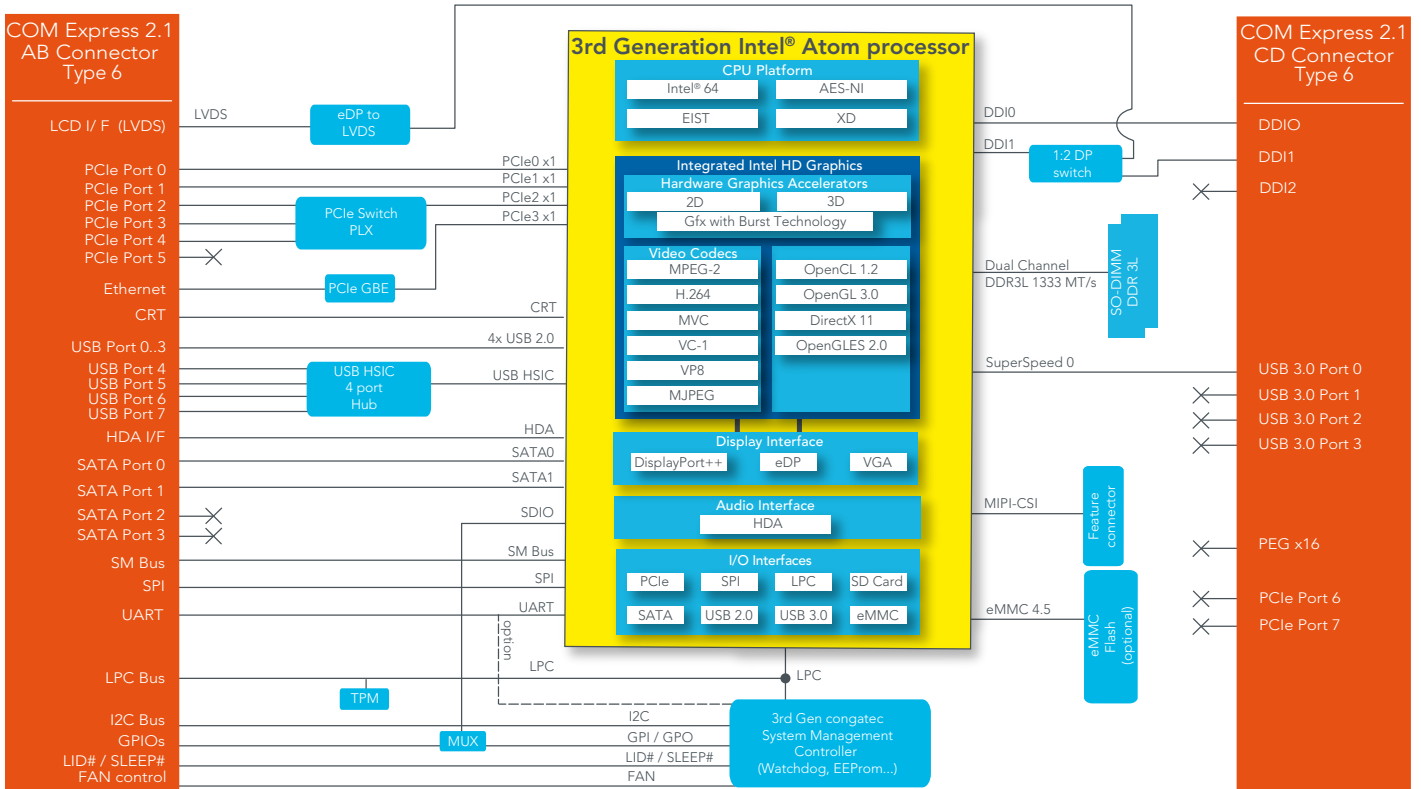 COM Express 2.1
AB Connector
Type 6
LCD I/ F (LVDS)
PCIe Port 0
PCIe Port 1
PCIe Port 2
PCIe Port 3
PCIe Port 4
PCIe Port 5
Ethernet
CRT
USB Port 0..3
USB Port 4
USB Port 5
USB Port 6
USB Port 7
HDA I/F
SATA Port 0
SATA Port 1
SATA Port 2
SATA Port 3
SM Bus
SPI
UART
LPC Bus
I2C Bus
GPIOs
LID# / SLEEP#
FAN control
LVDS
eDP to
LVDS
PCIe Switch
PLX
PCIe GBE
USB HSIC
4 port
Hub
TPM
MUX
PCIe0 x1
PCIe1 x1
PCIe2 x1
PCIe3 x1
CRT
4x USB 2.0
USB HSIC
HDA
SATA0
SATA1
SDIO
SM Bus
SPI
UART
option
LPC
I2C
GPI / GPO
LID# / SLEEP#
FAN
3rd Generation Intel® Atom processor
CPU Platform
Intel® 64
AES-NI
EIST
XD
Integrated Intel HD Graphics
Hardware Graphics Accelerators
2D
3D
Gfx with Burst Technology
Video Codecs
MPEG-2
H.264
MVC
VC-1
VP8
MJPEG
OpenCL 1.2
OpenGL 3.0
DirectX 11
OpenGLES 2.0
Display Interface
DisplayPort++
eDP
VGA
Audio Interface
HDA
I/O Interfaces
PCIe
SPI
LPC
SD Card
SATA
USB 2.0
USB 3.0
eMMC
LPC
3rd Gen congatec
System Management
Controller
(Watchdog, EEProm...)
DDI0
DDI1
1:2 DP
switch
Dual Channel
DDR3L 1333 MT/s
SO-DIMM
DDR 3L
SuperSpeed 0
MIPI-CSI
Feature
connector
eMMC 4.5
eMMC
Flash
(optional)
COM Express 2.1
CD Connector
Type 6
DDIO
DDI1
DDI2
USB 3.0 Port 0
USB 3.0 Port 1
USB 3.0 Port 2
USB 3.0 Port 3
PEG x16
PCIe Port 6
PCIe Port 7